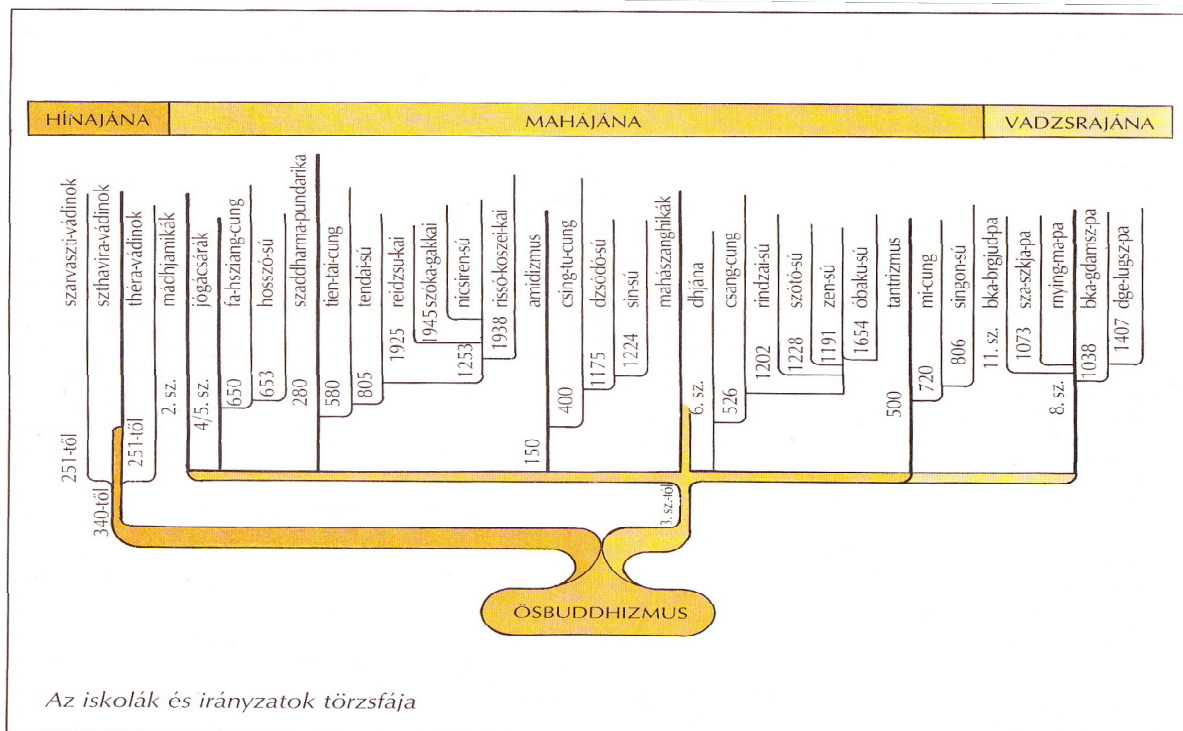 HÍNAJÁNA
MAHÁJÁNA
VADZSRAJÁNA
szarvaszti-vádinok
szthavira-vádinok
thera-vádinok
madhjamikák
jógácsárák
fa-hsziang-cung
hosszó-sú
szaddharma-pundarika
tien-tai-cung
tendai-sú
reidzsu-kai
szóka-gakkai
nicsiren-sú
rissó-kószei-kai
amidizmus
csing-tu-cung
dzsódó-sú
sin-sú
mahászanghikák
dhjána
csang-cung
rindzai-sú
szótó-sú
zen-sú
óbaku-sú
tantrizmus
mi-cung
singon-sú
bka-brgjud-pa
sza-szkja-pa
rnying-ma-pa
bka-gdamsz-pa
dge-lugsz-pa
251-től
340-től
251-től
2. sz.
4/5. sz.
650
653
280
580
805
1925
1945
1253
1938
150
400
1175
1224
3. sz.-tól
6. sz.
526
1202
1228
1191
1654
500
720
806
11. sz.
1073
8. sz.
1038
1407
ŐSBUDDHIZMUS
Az iskolák és irányzatok törzsfája